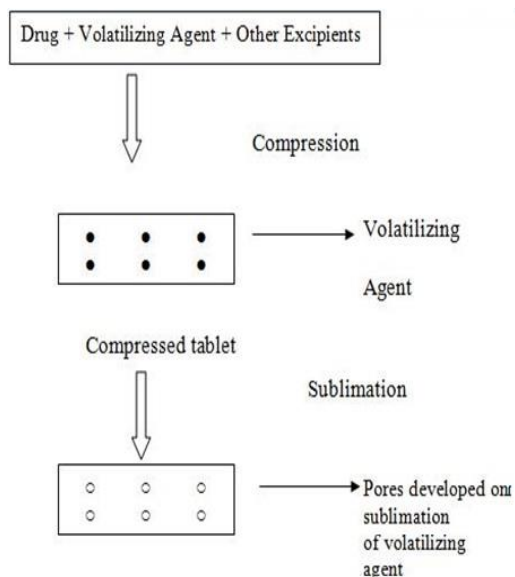 Drug + Volatilizing Agent + Other Excipients
Compression
Volatilizing
Agent
Compressed tablet
Sublimation
Pores developed on
sublimation
of volatilizing
agent